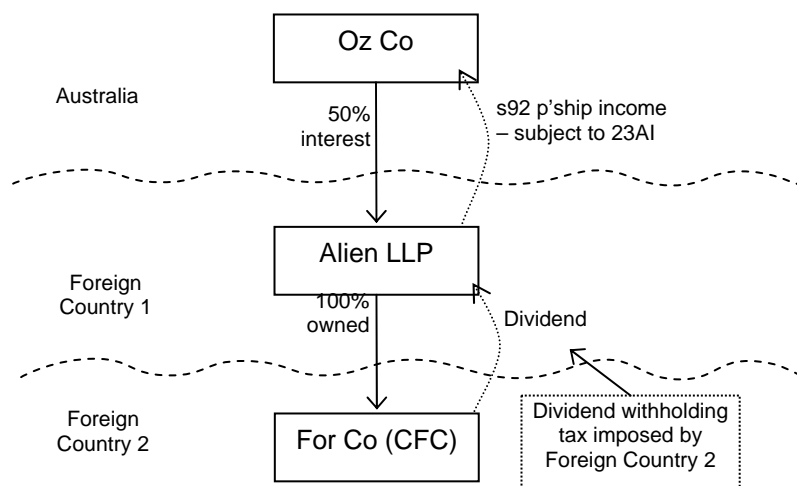 Oz Co
Australia
50%
interest
s92 p'ship income
– subject to 23AI
Alien LLP
Foreign
Country 1
100%
owned
Dividend
Foreign
Country 2
For Co (CFC)
Dividend withholding
tax imposed by
Foreign Country 2